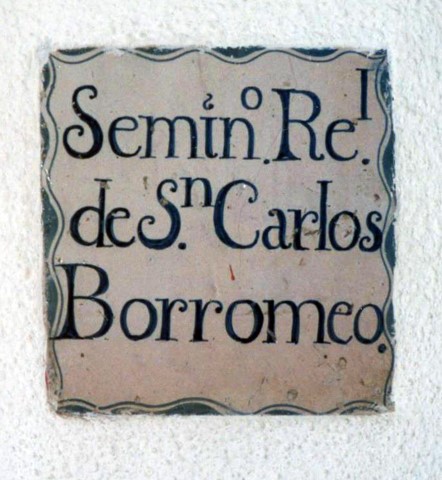 Semin.º Re.l
de S.n Carlos
Borromeo.